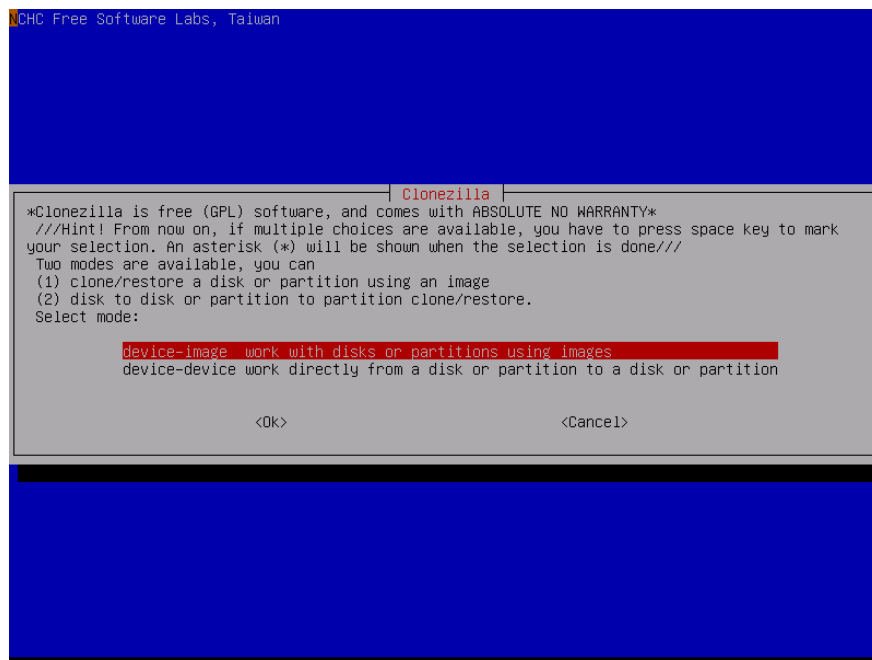 NCHC Free Software Labs, Taiwan
Clonezilla
*Clonezilla is free (GPL) software, and comes with ABSOLUTE NO WARRANTY*
///Hint! From now on, if multiple choices are available, you have to press space key to mark
your selection. An asterisk (*) will be shown when the selection is done///
Two modes are available, you can
(1) clone/restore a disk or partition using an image
(2) disk to disk or partition to partition clone/restore.
Select mode:
device-image work with disks or partitions using images
device-device work directly from a disk or partition to a disk or partition
<Ok> <Cancel>